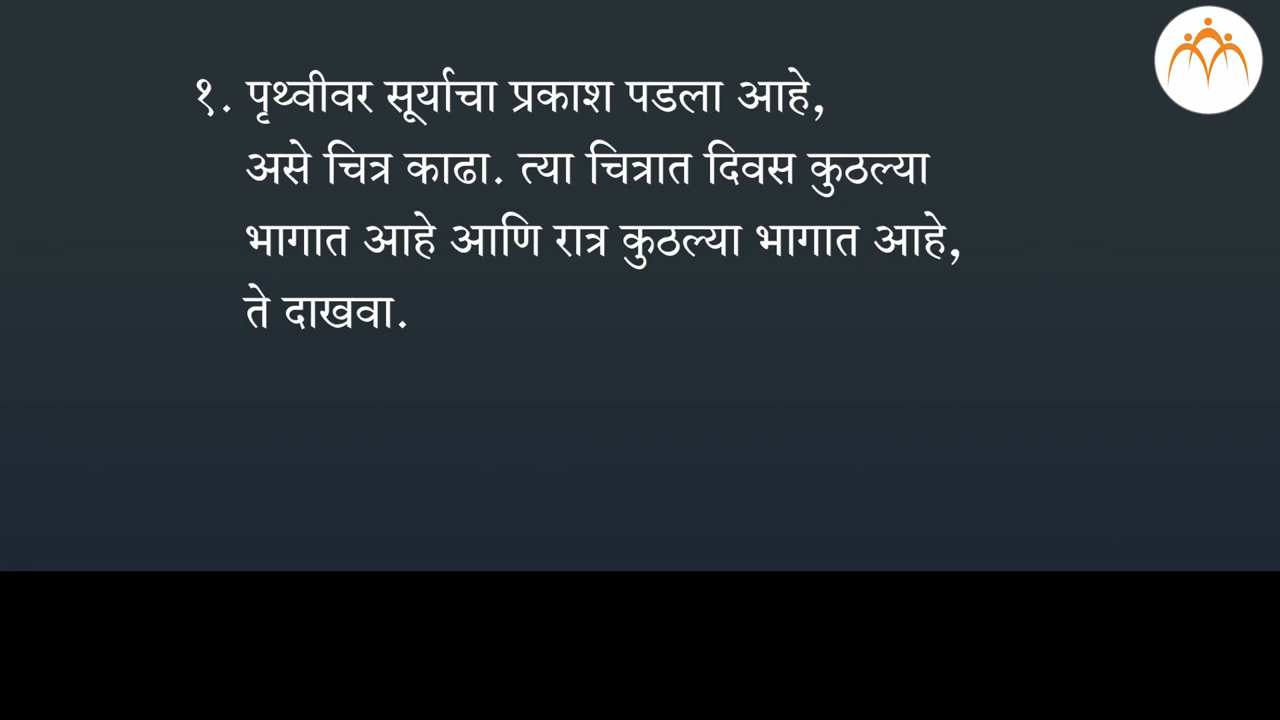 १. पृथ्वीवर सूर्याचा प्रकाश पडला आहे,
असे चित्र काढा. त्या चित्रात दिवस कुठल्या
भागात आहे आणि रात्र कुठल्या भागात आहे,
ते दाखवा.